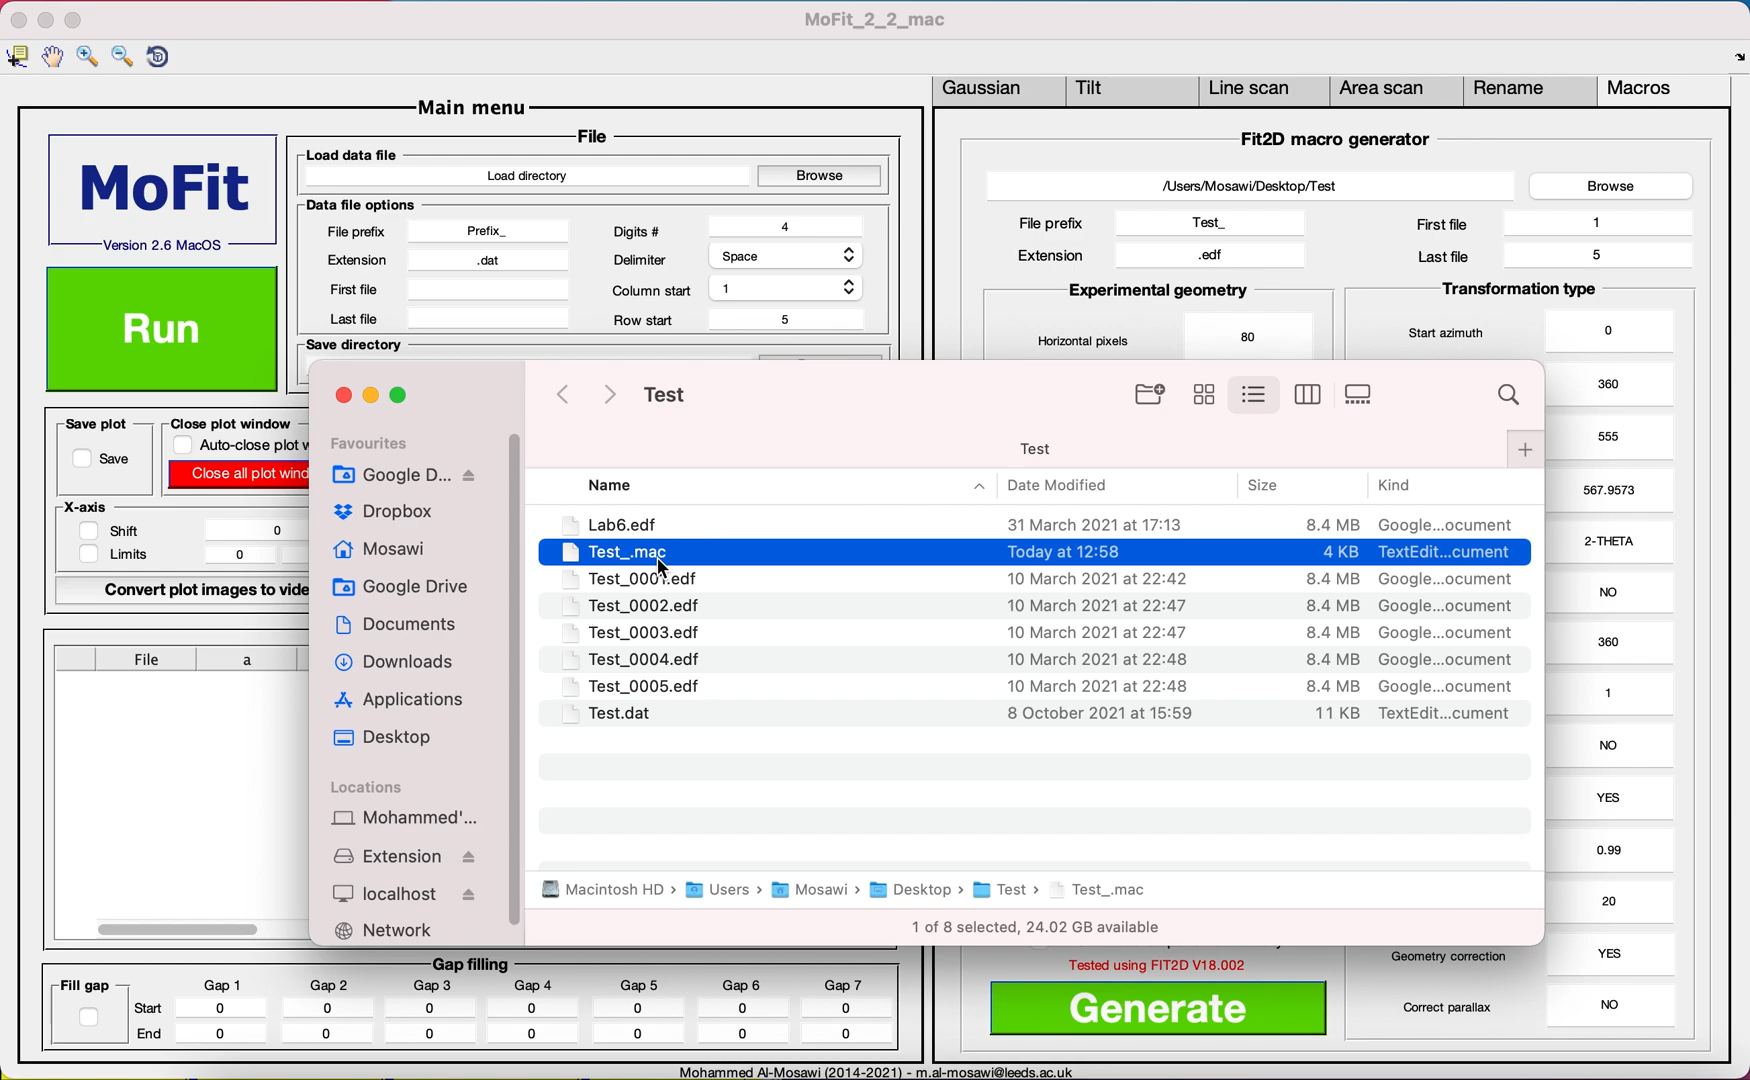 MoFit_2_2_mac
Gaussian Tilt Line scan Area scan Rename Macros
Main menu
MoFit
Version 2.6 MacOS
Run
File
Load data file
Load directory Browse
Data file options
File prefix Prefix_ Digits # 4
Extension .dat Delimiter Space
First file Column start 1
Last file Row start 5
Save directory
Fit2D macro generator
/Users/Mosawi/Desktop/Test Browse
File prefix Test_ First file 1
Extension .edf Last file 5
Experimental geometry
Horizontal pixels 80
Transformation type
Start azimuth 0
360
555
567.9573
2-THETA
NO
360
1
NO
YES
0.99
20
Geometry correction YES
Correct parallax NO
Save plot
Save
Close plot window
Auto-close plot w
Close all plot wind
X-axis
Shift 0
Limits 0
Convert plot images to vide
File a
Test
Favourites
Google D...
Dropbox
Mosawi
Google Drive
Documents
Downloads
Applications
Desktop
Locations
Mohammed'...
Extension
localhost
Network
Test
Name Date Modified Size Kind
Lab6.edf 31 March 2021 at 17:13 8.4 MB Google...ocument
Test_.mac Today at 12:58 4 KB TextEdit...cument
Test_0001.edf 10 March 2021 at 22:42 8.4 MB Google...ocument
Test_0002.edf 10 March 2021 at 22:47 8.4 MB Google...ocument
Test_0003.edf 10 March 2021 at 22:47 8.4 MB Google...ocument
Test_0004.edf 10 March 2021 at 22:48 8.4 MB Google...ocument
Test_0005.edf 10 March 2021 at 22:48 8.4 MB Google...ocument
Test.dat 8 October 2021 at 15:59 11 KB TextEdit...cument
Macintosh HD › Users › Mosawi › Desktop › Test › Test_.mac
1 of 8 selected, 24.02 GB available
Tested using FIT2D V18.002
Generate
Gap filling
Fill gap Gap 1 Gap 2 Gap 3 Gap 4 Gap 5 Gap 6 Gap 7
Start 0 0 0 0 0 0 0
End 0 0 0 0 0 0 0
Mohammed Al-Mosawi (2014-2021) - m.al-mosawi@leeds.ac.uk